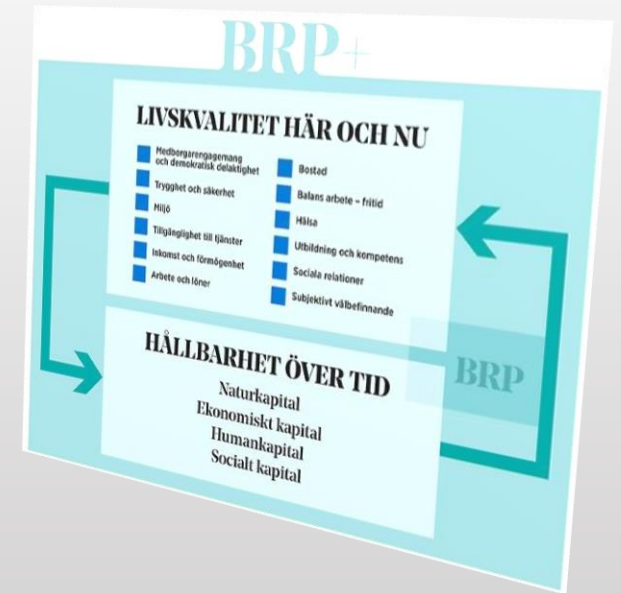 BRP+
LIVSKVALITET HÄR OCH NU
Medborgarengagemang
och demokratisk delaktighet
Trygghet och säkerhet
Miljö
Tillgänglighet till tjänster
Inkomst och förmögenhet
Arbete och löner
Bostad
Balans arbete – fritid
Hälsa
Utbildning och kompetens
Sociala relationer
Subjektivt välbefinnande
HÅLLBARHET ÖVER TID
Naturkapital
Ekonomiskt kapital
Humankapital
Socialt kapital
BRP